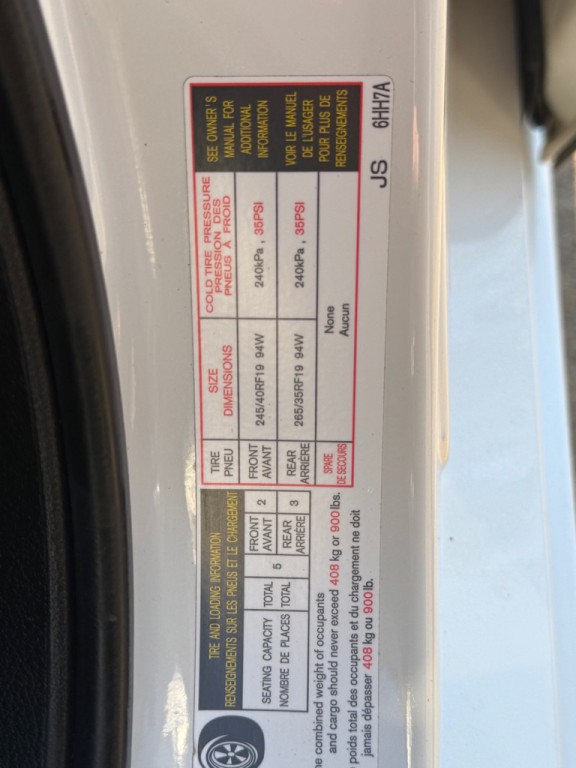 TIRE AND LOADING INFORMATION
RENSEIGNEMENTS SUR LES PNEUS ET LE CHARGEMENT
SEATING CAPACITY
NOMBRE DE PLACES
TOTAL
TOTAL
5
FRONT
AVANT
2
REAR
ARRIÈRE
3
e combined weight of occupants
and cargo should never exceed 408 kg or 900 lbs.
poids total des occupants et du chargement ne doit
jamais dépasser 408 kg ou 900 lb.
TIRE
PNEU
SIZE
DIMENSIONS
COLD TIRE PRESSURE
PRESSION DES
PNEUS À FROID
FRONT
AVANT
245/40RF19 94W
240kPa , 35PSI
REAR
ARRIÈRE
265/35RF19 94W
240kPa , 35PSI
SPARE
DE SECOURS
None
Aucun
SEE OWNER'S
MANUAL FOR
ADDITIONAL
INFORMATION
VOIR LE MANUEL
DE L'USAGER
POUR PLUS DE
RENSEIGNEMENTS
JS 6HH7A